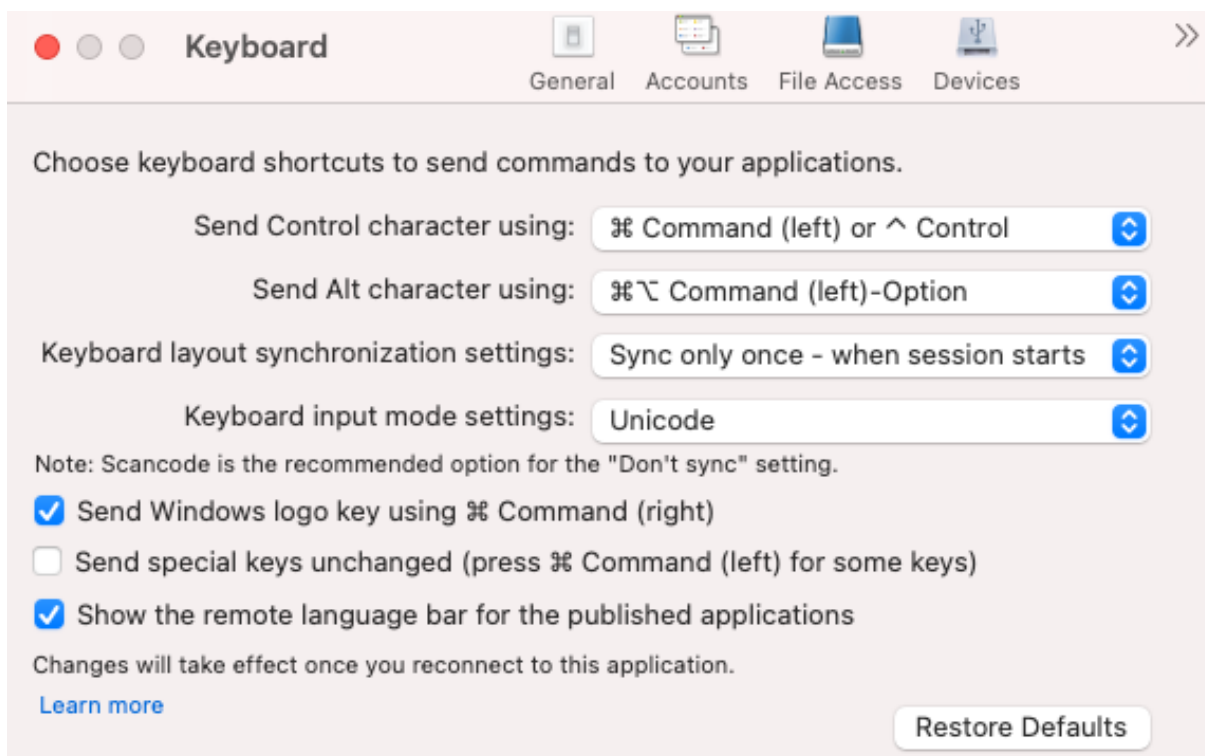 Keyboard
General Accounts File Access Devices
Choose keyboard shortcuts to send commands to your applications.
Send Control character using: ⌘ Command (left) or ^ Control
Send Alt character using: ⌘⌥ Command (left)-Option
Keyboard layout synchronization settings: Sync only once - when session starts
Keyboard input mode settings: Unicode
Note: Scancode is the recommended option for the "Don't sync" setting.
Send Windows logo key using ⌘ Command (right)
Send special keys unchanged (press ⌘ Command (left) for some keys)
Show the remote language bar for the published applications
Changes will take effect once you reconnect to this application.
Learn more
Restore Defaults